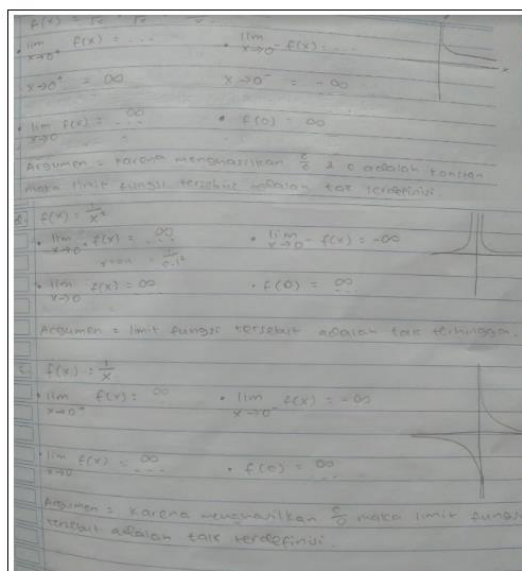 f(x) =
• lim x→0⁺ f(x) = ... • lim x→0⁻ f(x) ...
x→0⁺ = ∞ x→0⁻ = -∞
• lim x→0 f(x) = ∞ • f(0) = ∞
Argumen = karena menghasilkan c/0 & c adalah konstan
maka limit fungsi tersebut adalah tak terdefinisi.
b. f(x) = 1/x²
• lim x→0⁺ f(x) = ∞ • lim x→0⁻ f(x) = -∞
• lim x→0 f(x) = ∞ • f(0) = ∞
Argumen = limit fungsi tersebut adalah tak terhingga.
c. f(x) = 1/x
• lim x→0⁺ f(x) = ∞ • lim x→0⁻ f(x) = -∞
• lim x→0 f(x) = ∞ • f(0) = ∞
Argumen = karena menghasilkan c/0 maka limit fungsi
tersebut adalah tak terdefinisi.